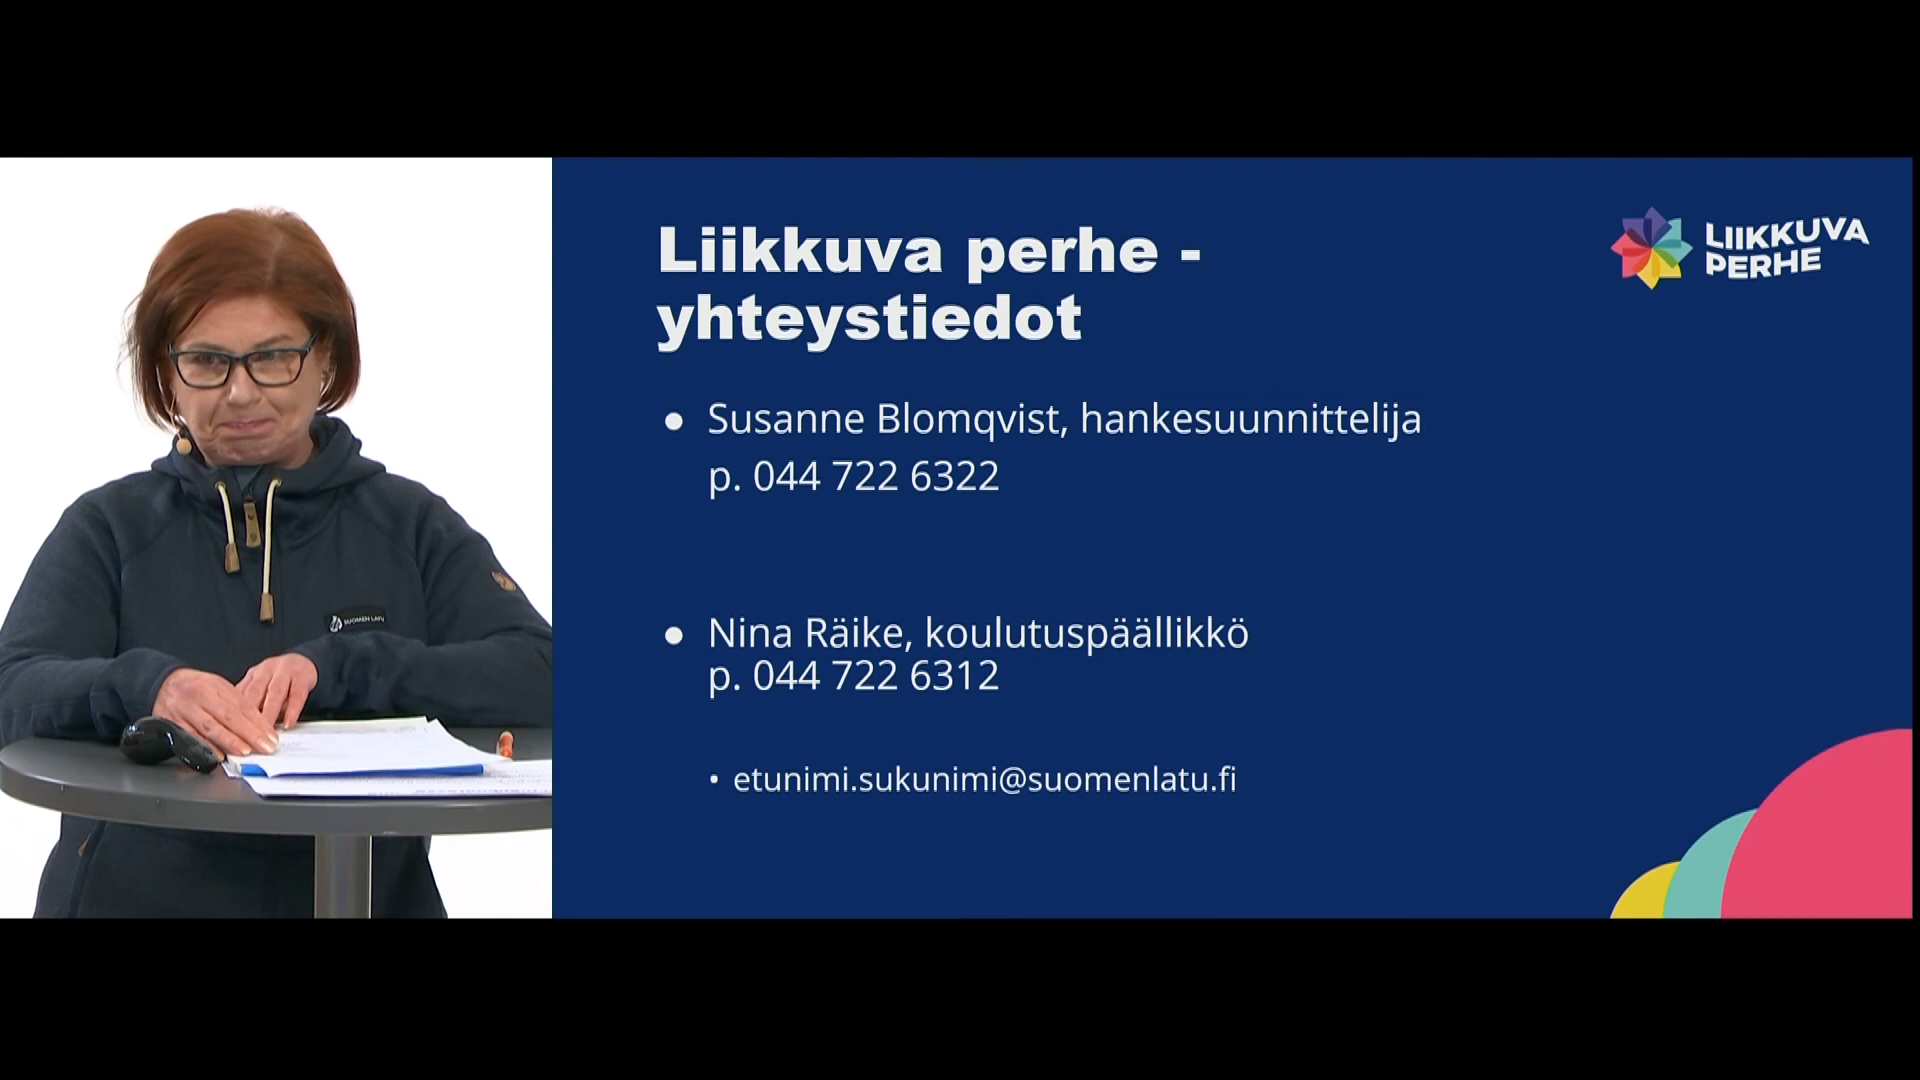 Liikkuva perhe -
yhteystiedot
LIIKKUVA
PERHE
● Susanne Blomqvist, hankesuunnittelija
p. 044 722 6322
● Nina Räike, koulutuspäällikkö
p. 044 722 6312
• etunimi.sukunimi@suomenlatu.fi
SUOMEN LATU